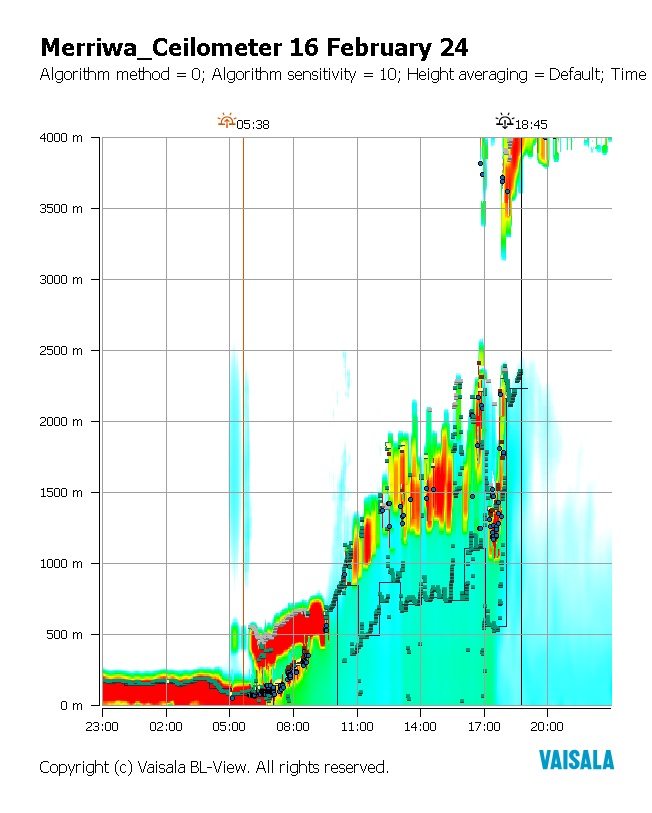 Merriwa_Ceilometer 16 February 24
Algorithm method = 0; Algorithm sensitivity = 10; Height averaging = Default; Time
05:38
18:45
4000 m
3500 m
3000 m
2500 m
2000 m
1500 m
1000 m
500 m
0 m
23:00 02:00 05:00 08:00 11:00 14:00 17:00 20:00
VAISALA
Copyright (c) Vaisala BL-View. All rights reserved.